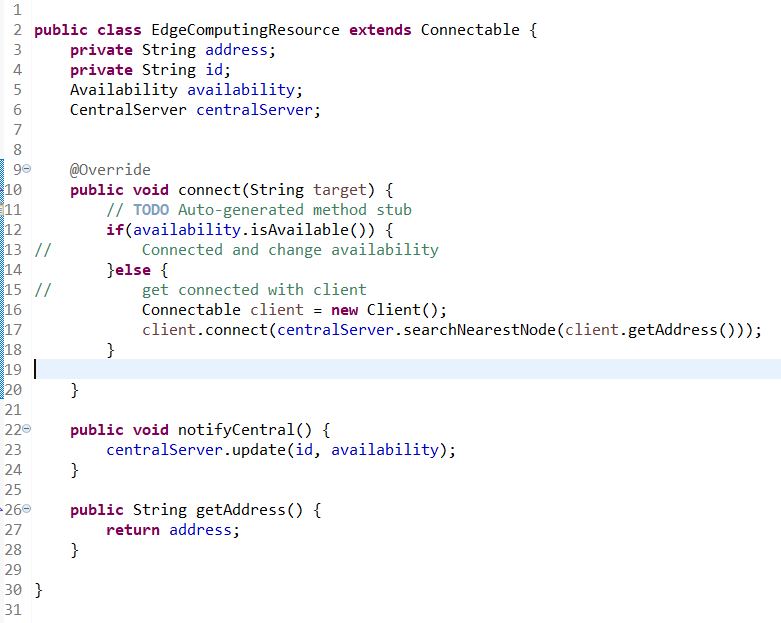 1
2 public class EdgeComputingResource extends Connectable {
3     private String address;
4     private String id;
5     Availability availability;
6     CentralServer centralServer;
7
8
9     @Override
10     public void connect(String target) {
11         // TODO Auto-generated method stub
12         if(availability.isAvailable()) {
13 //          Connected and change availability
14         }else {
15 //          get connected with client
16             Connectable client = new Client();
17             client.connect(centralServer.searchNearestNode(client.getAddress()));
18         }
19
20     }
21
22     public void notifyCentral() {
23         centralServer.update(id, availability);
24     }
25
26     public String getAddress() {
27         return address;
28     }
29
30 }
31